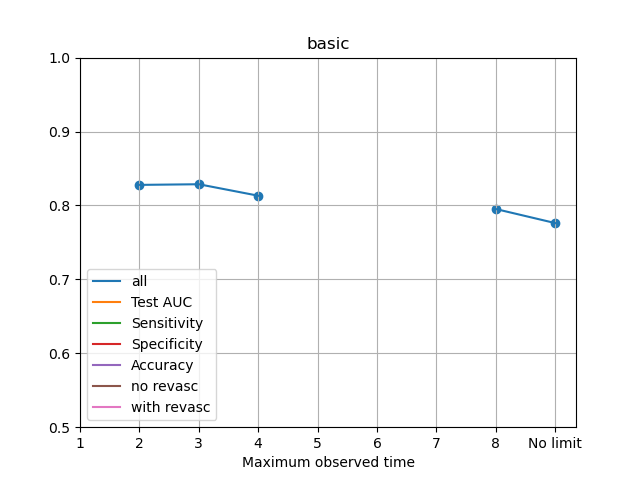 basic
1.0
0.9
0.8
0.7
0.6
0.5
all
Test AUC
Sensitivity
Specificity
Accuracy
no revasc
with revasc
1 2 3 4 5 6 7 8 No limit
Maximum observed time